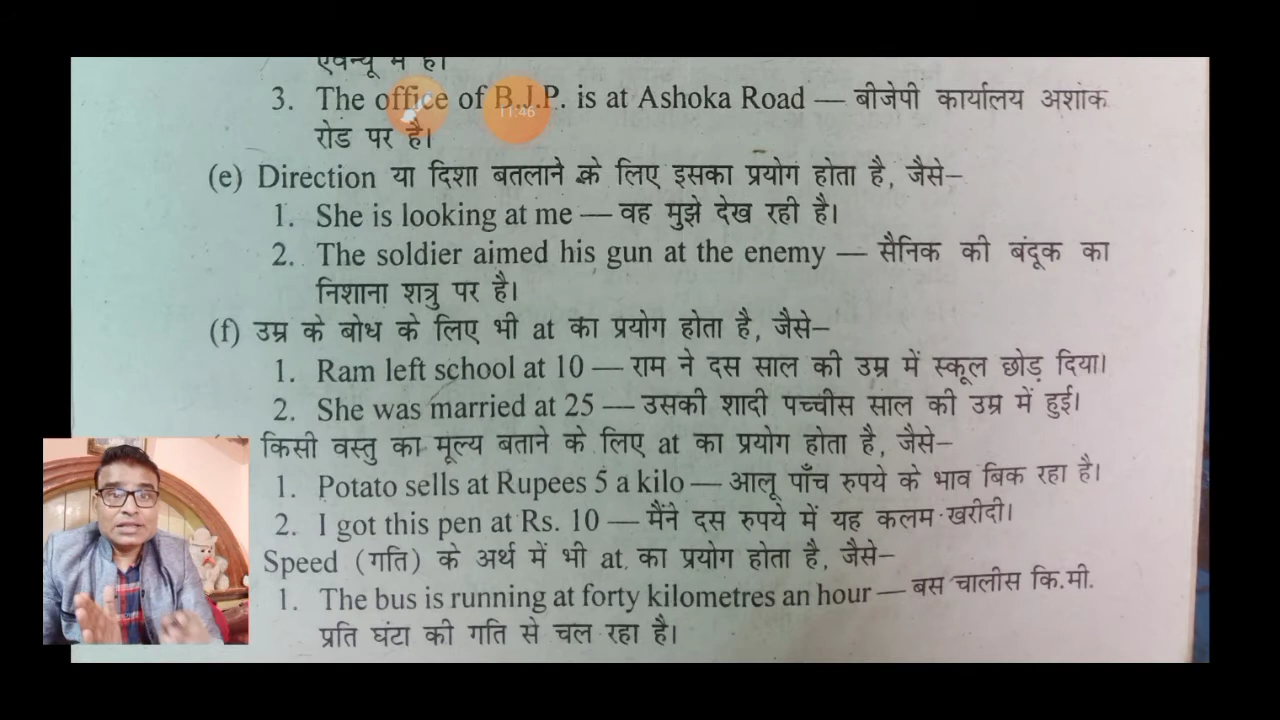 एवन्यू में है।
3. The office of B.J.P. is at Ashoka Road — बीजेपी कार्यालय अशोक
रोड पर है।
11:46
(e) Direction या दिशा बतलाने के लिए इसका प्रयोग होता है, जैसे–
1. She is looking at me — वह मुझे देख रही है।
2. The soldier aimed his gun at the enemy — सैनिक की बंदूक का
निशाना शत्रु पर है।
(f) उम्र के बोध के लिए भी at का प्रयोग होता है, जैसे–
1. Ram left school at 10 — राम ने दस साल की उम्र में स्कूल छोड़ दिया।
2. She was married at 25 — उसकी शादी पच्चीस साल की उम्र में हुई।
किसी वस्तु का मूल्य बताने के लिए at का प्रयोग होता है, जैसे–
1. Potato sells at Rupees 5 a kilo — आलू पाँच रुपये के भाव बिक रहा है।
2. I got this pen at Rs. 10 — मैंने दस रुपये में यह कलम खरीदी।
Speed (गति) के अर्थ में भी at का प्रयोग होता है, जैसे–
1. The bus is running at forty kilometres an hour — बस चालीस कि.मी.
प्रति घंटा की गति से चल रहा है।